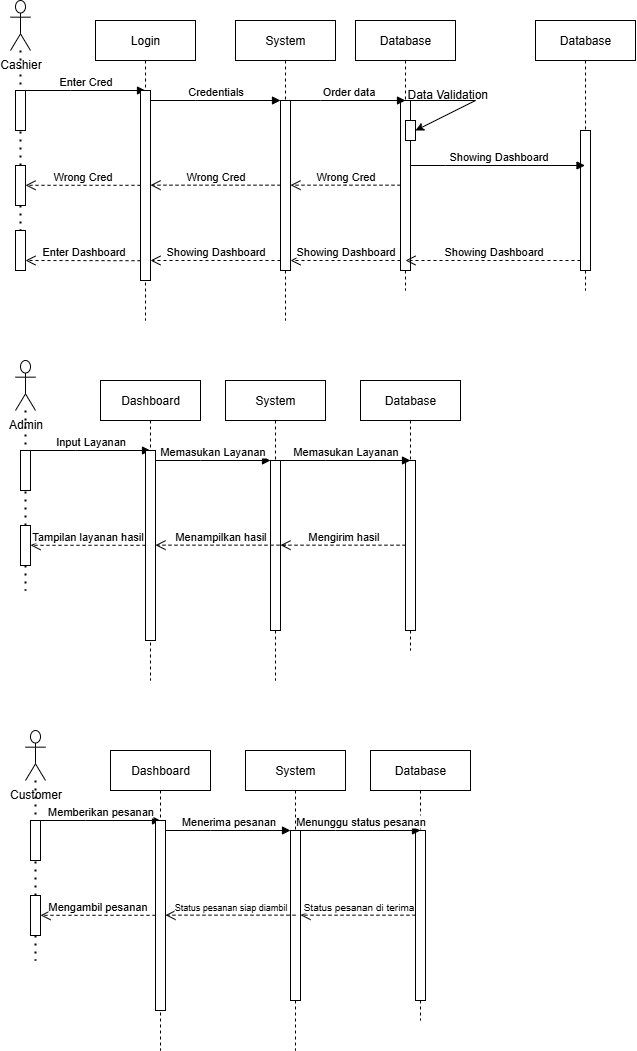 Login
System
Database
Database
Cashier
Enter Cred
Credentials
Order data
Data Validation
Showing Dashboard
Wrong Cred
Wrong Cred
Wrong Cred
Enter Dashboard
Showing Dashboard
Showing Dashboard
Showing Dashboard
Dashboard
System
Database
Admin
Input Layanan
Memasukan Layanan
Memasukan Layanan
Tampilan layanan hasil
Menampilkan hasil
Mengirim hasil
Dashboard
System
Database
Customer
Memberikan pesanan
Menerima pesanan
Menunggu status pesanan
Mengambil pesanan
Status pesanan siap diambil
Status pesanan di terima